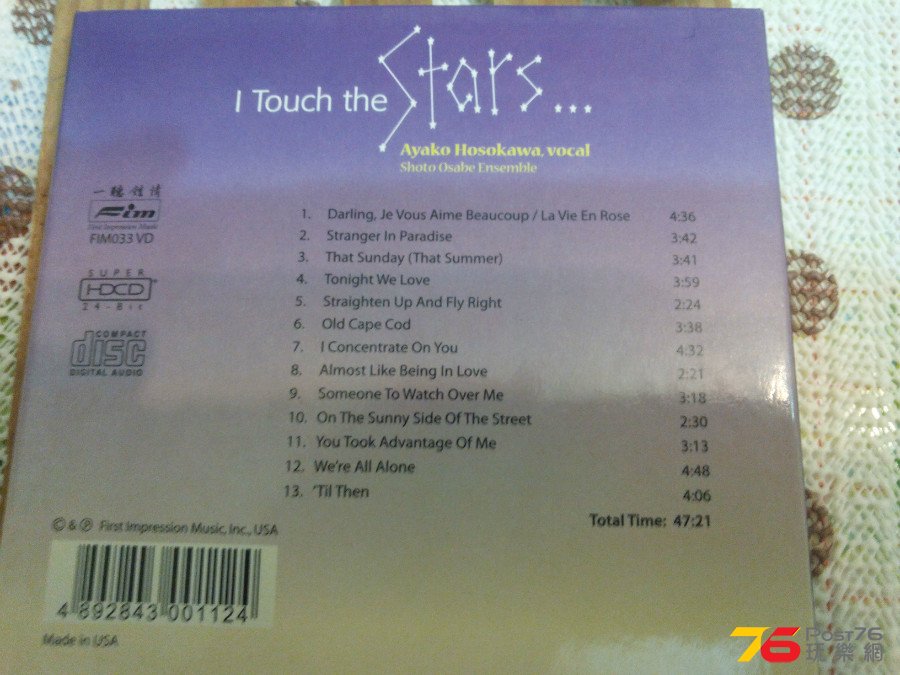 I Touch the Stars...
Ayako Hosokawa, vocal
Shoto Osabe Ensemble
一聽鍾情
Fim
First Impression Music
FIM033 VD
SUPER
HDCD
24-Bit
COMPACT
disc
DIGITAL AUDIO
1. Darling, Je Vous Aime Beaucoup / La Vie En Rose 4:36
2. Stranger In Paradise 3:42
3. That Sunday (That Summer) 3:41
4. Tonight We Love 3:59
5. Straighten Up And Fly Right 2:24
6. Old Cape Cod 3:38
7. I Concentrate On You 4:32
8. Almost Like Being In Love 2:21
9. Someone To Watch Over Me 3:18
10. On The Sunny Side Of The Street 2:30
11. You Took Advantage Of Me 3:13
12. We're All Alone 4:48
13. 'Til Then 4:06
Total Time: 47:21
© & ℗ First Impression Music, Inc., USA
4 892843 001124
Made in USA
76 Post76
玩樂網